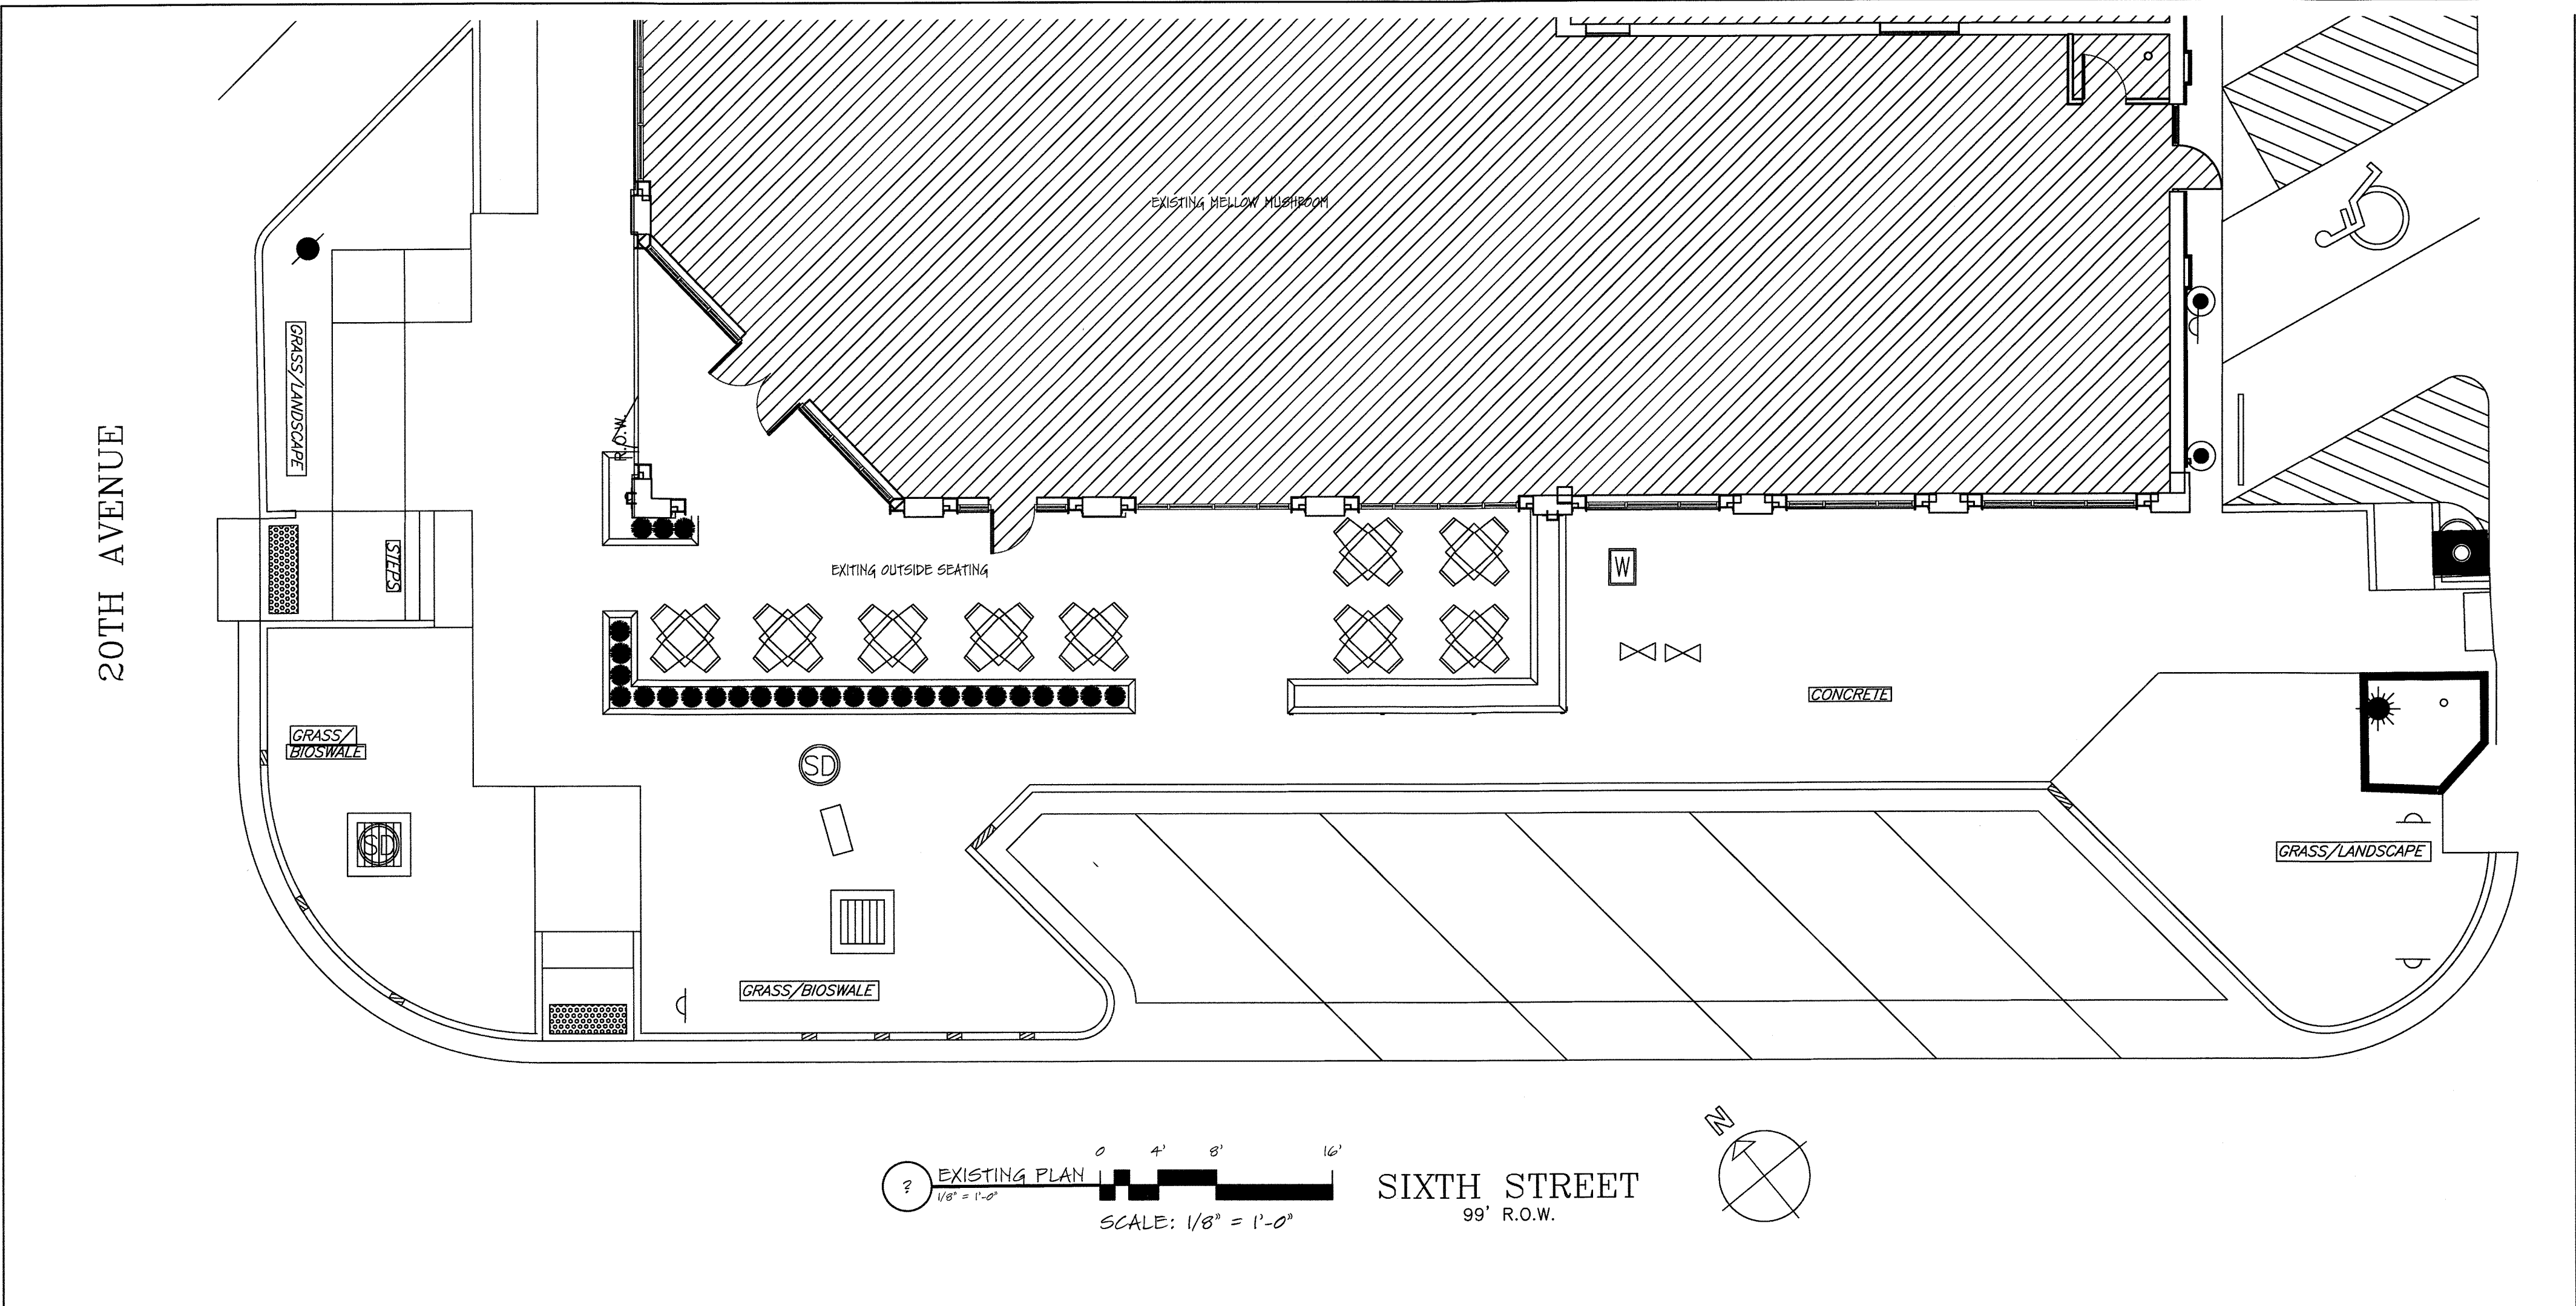 EXISTING MELLOW MUSHROOM
GRASS/LANDSCAPE
R.O.W.
20TH AVENUE
STEPS
EXITING OUTSIDE SEATING
W
CONCRETE
GRASS/
BIOSWALE
SD
SD
GRASS/LANDSCAPE
GRASS/BIOSWALE
N
?
EXISTING PLAN
1/8" = 1'-0"
0 4' 8' 16'
SCALE: 1/8" = 1'-0"
SIXTH STREET
99' R.O.W.